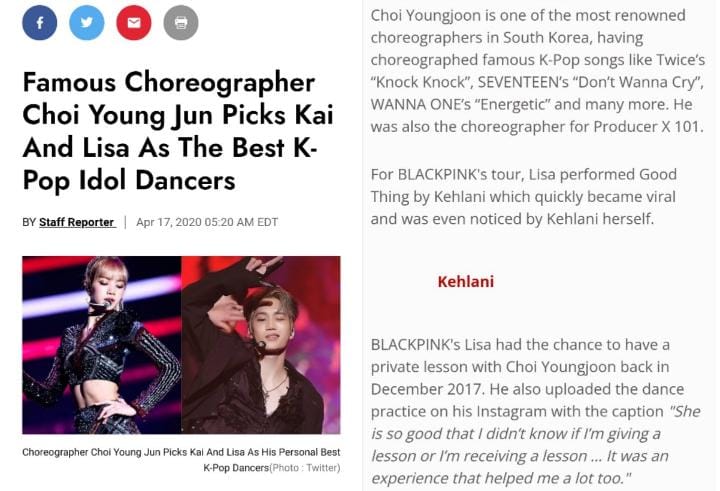 Famous Choreographer
Choi Young Jun Picks Kai
And Lisa As The Best K-
Pop Idol Dancers
BY Staff Reporter | Apr 17, 2020 05:20 AM EDT
Choreographer Choi Young Jun Picks Kai And Lisa As His Personal Best
K-Pop Dancers(Photo : Twitter)
Choi Youngjoon is one of the most renowned
choreographers in South Korea, having
choreographed famous K-Pop songs like Twice's
“Knock Knock”, SEVENTEEN's “Don't Wanna Cry”,
WANNA ONE's “Energetic” and many more. He
was also the choreographer for Producer X 101.
For BLACKPINK's tour, Lisa performed Good
Thing by Kehlani which quickly became viral
and was even noticed by Kehlani herself.
Kehlani
BLACKPINK's Lisa had the chance to have a
private lesson with Choi Youngjoon back in
December 2017. He also uploaded the dance
practice on his Instagram with the caption "She
is so good that I didn’t know if I’m giving a
lesson or I’m receiving a lesson ... It was an
experience that helped me a lot too."